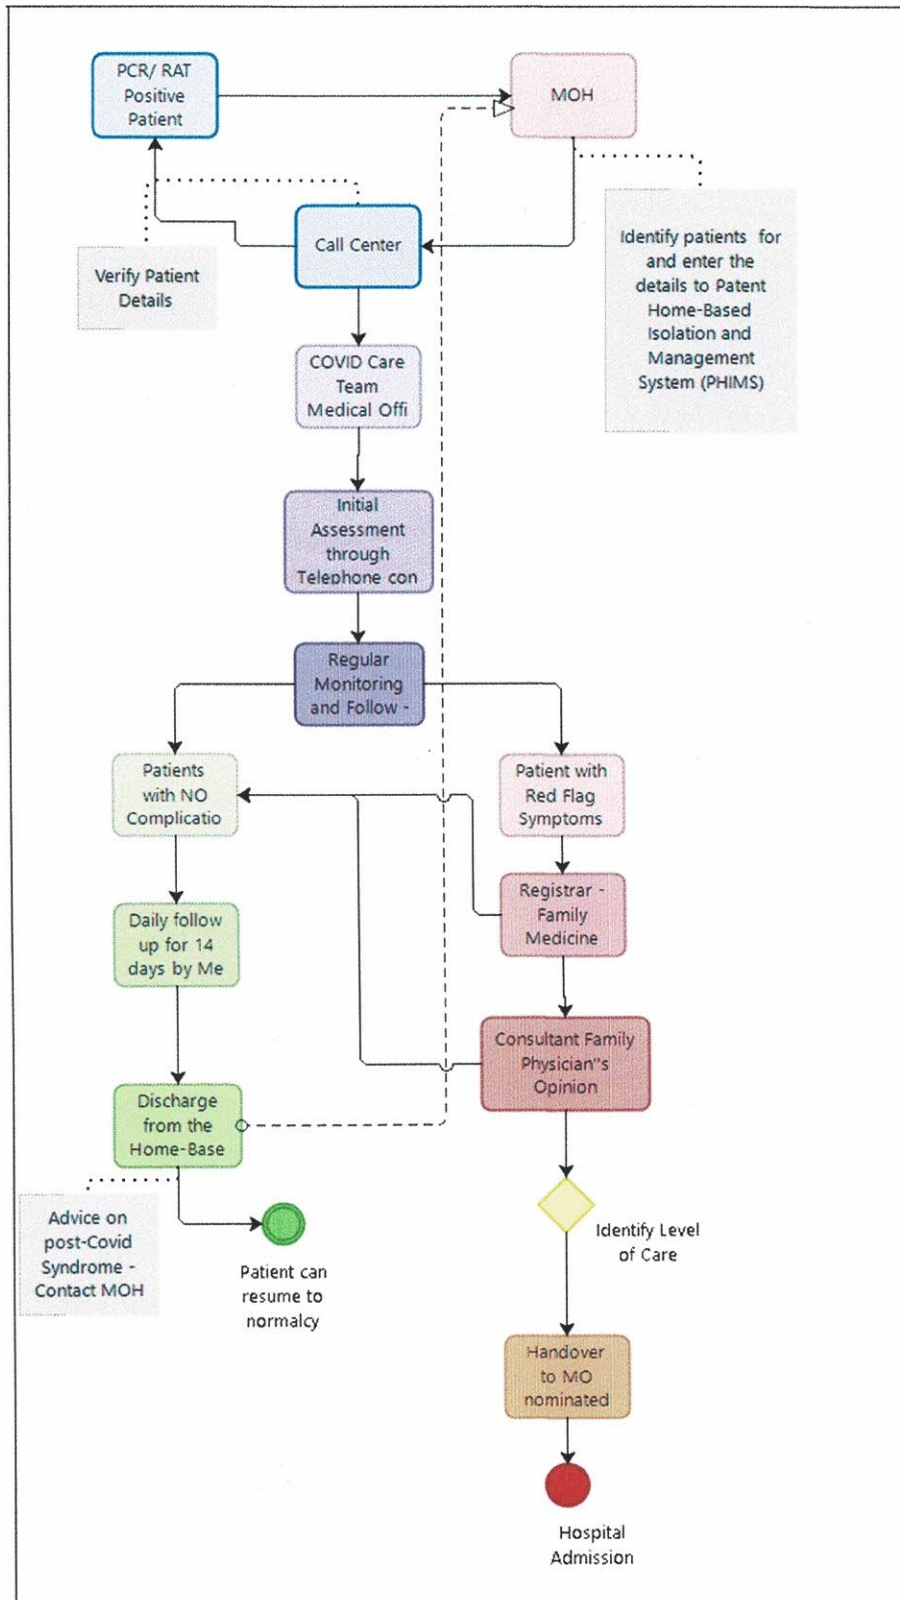 PCR/ RAT
Positive
Patient
MOH
Call Center
Verify Patient
Details
Identify patients for
and enter the
details to Patent
Home-Based
Isolation and
Management
System (PHIMS)
COVID Care
Team
Medical Offi
Initial
Assessment
through
Telephone con
Regular
Monitoring
and Follow -
Patients
with NO
Complicatio
Patient with
Red Flag
Symptoms
Registrar -
Family
Medicine
Daily follow
up for 14
days by Me
Consultant Family
Physician"s
Opinion
Discharge
from the
Home-Base
Advice on
post-Covid
Syndrome -
Contact MOH
Patient can
resume to
normalcy
Identify Level
of Care
Handover
to MO
nominated
Hospital
Admission